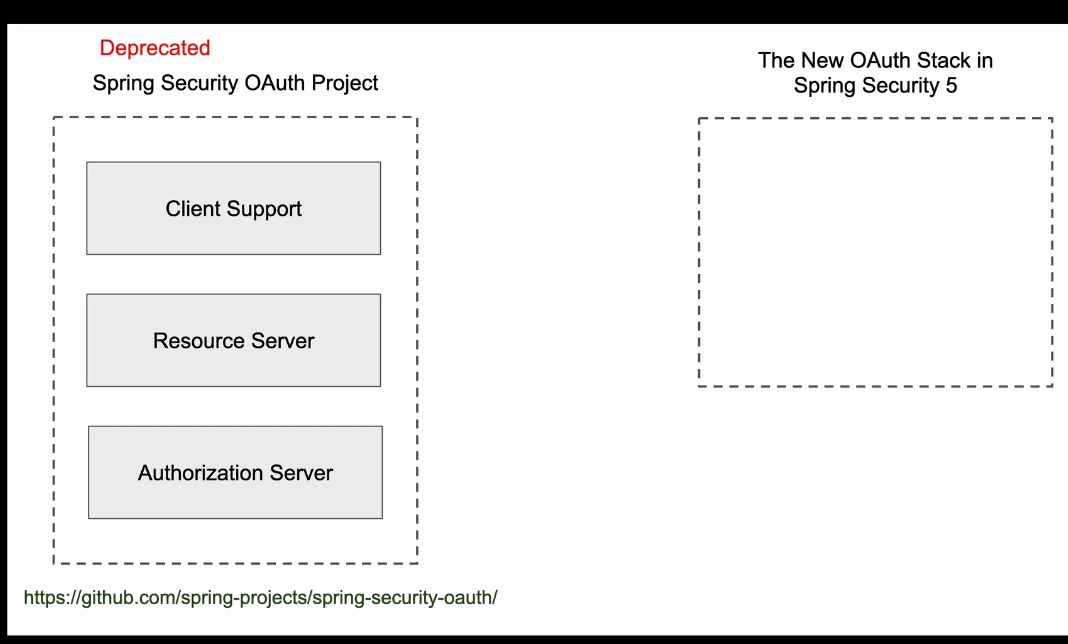 Deprecated
Spring Security OAuth Project
The New OAuth Stack in
Spring Security 5
Client Support
Resource Server
Authorization Server
https://github.com/spring-projects/spring-security-oauth/